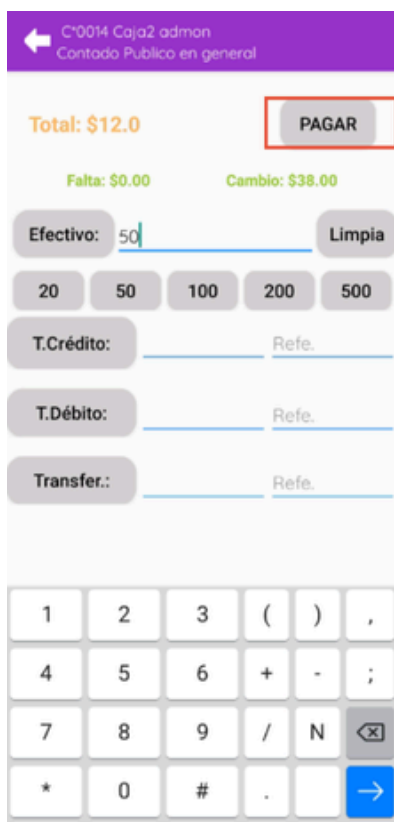 C*0014 Caja2 admon
Contado Publico en general
Total: $12.0 PAGAR
Falta: $0.00 Cambio: $38.00
Efectivo: 50 Limpia
20 50 100 200 500
T.Crédito: Refe.
T.Débito: Refe.
Transfer.: Refe.
1 2 3 ( ) ,
4 5 6 + - ;
7 8 9 / N
* 0 # .